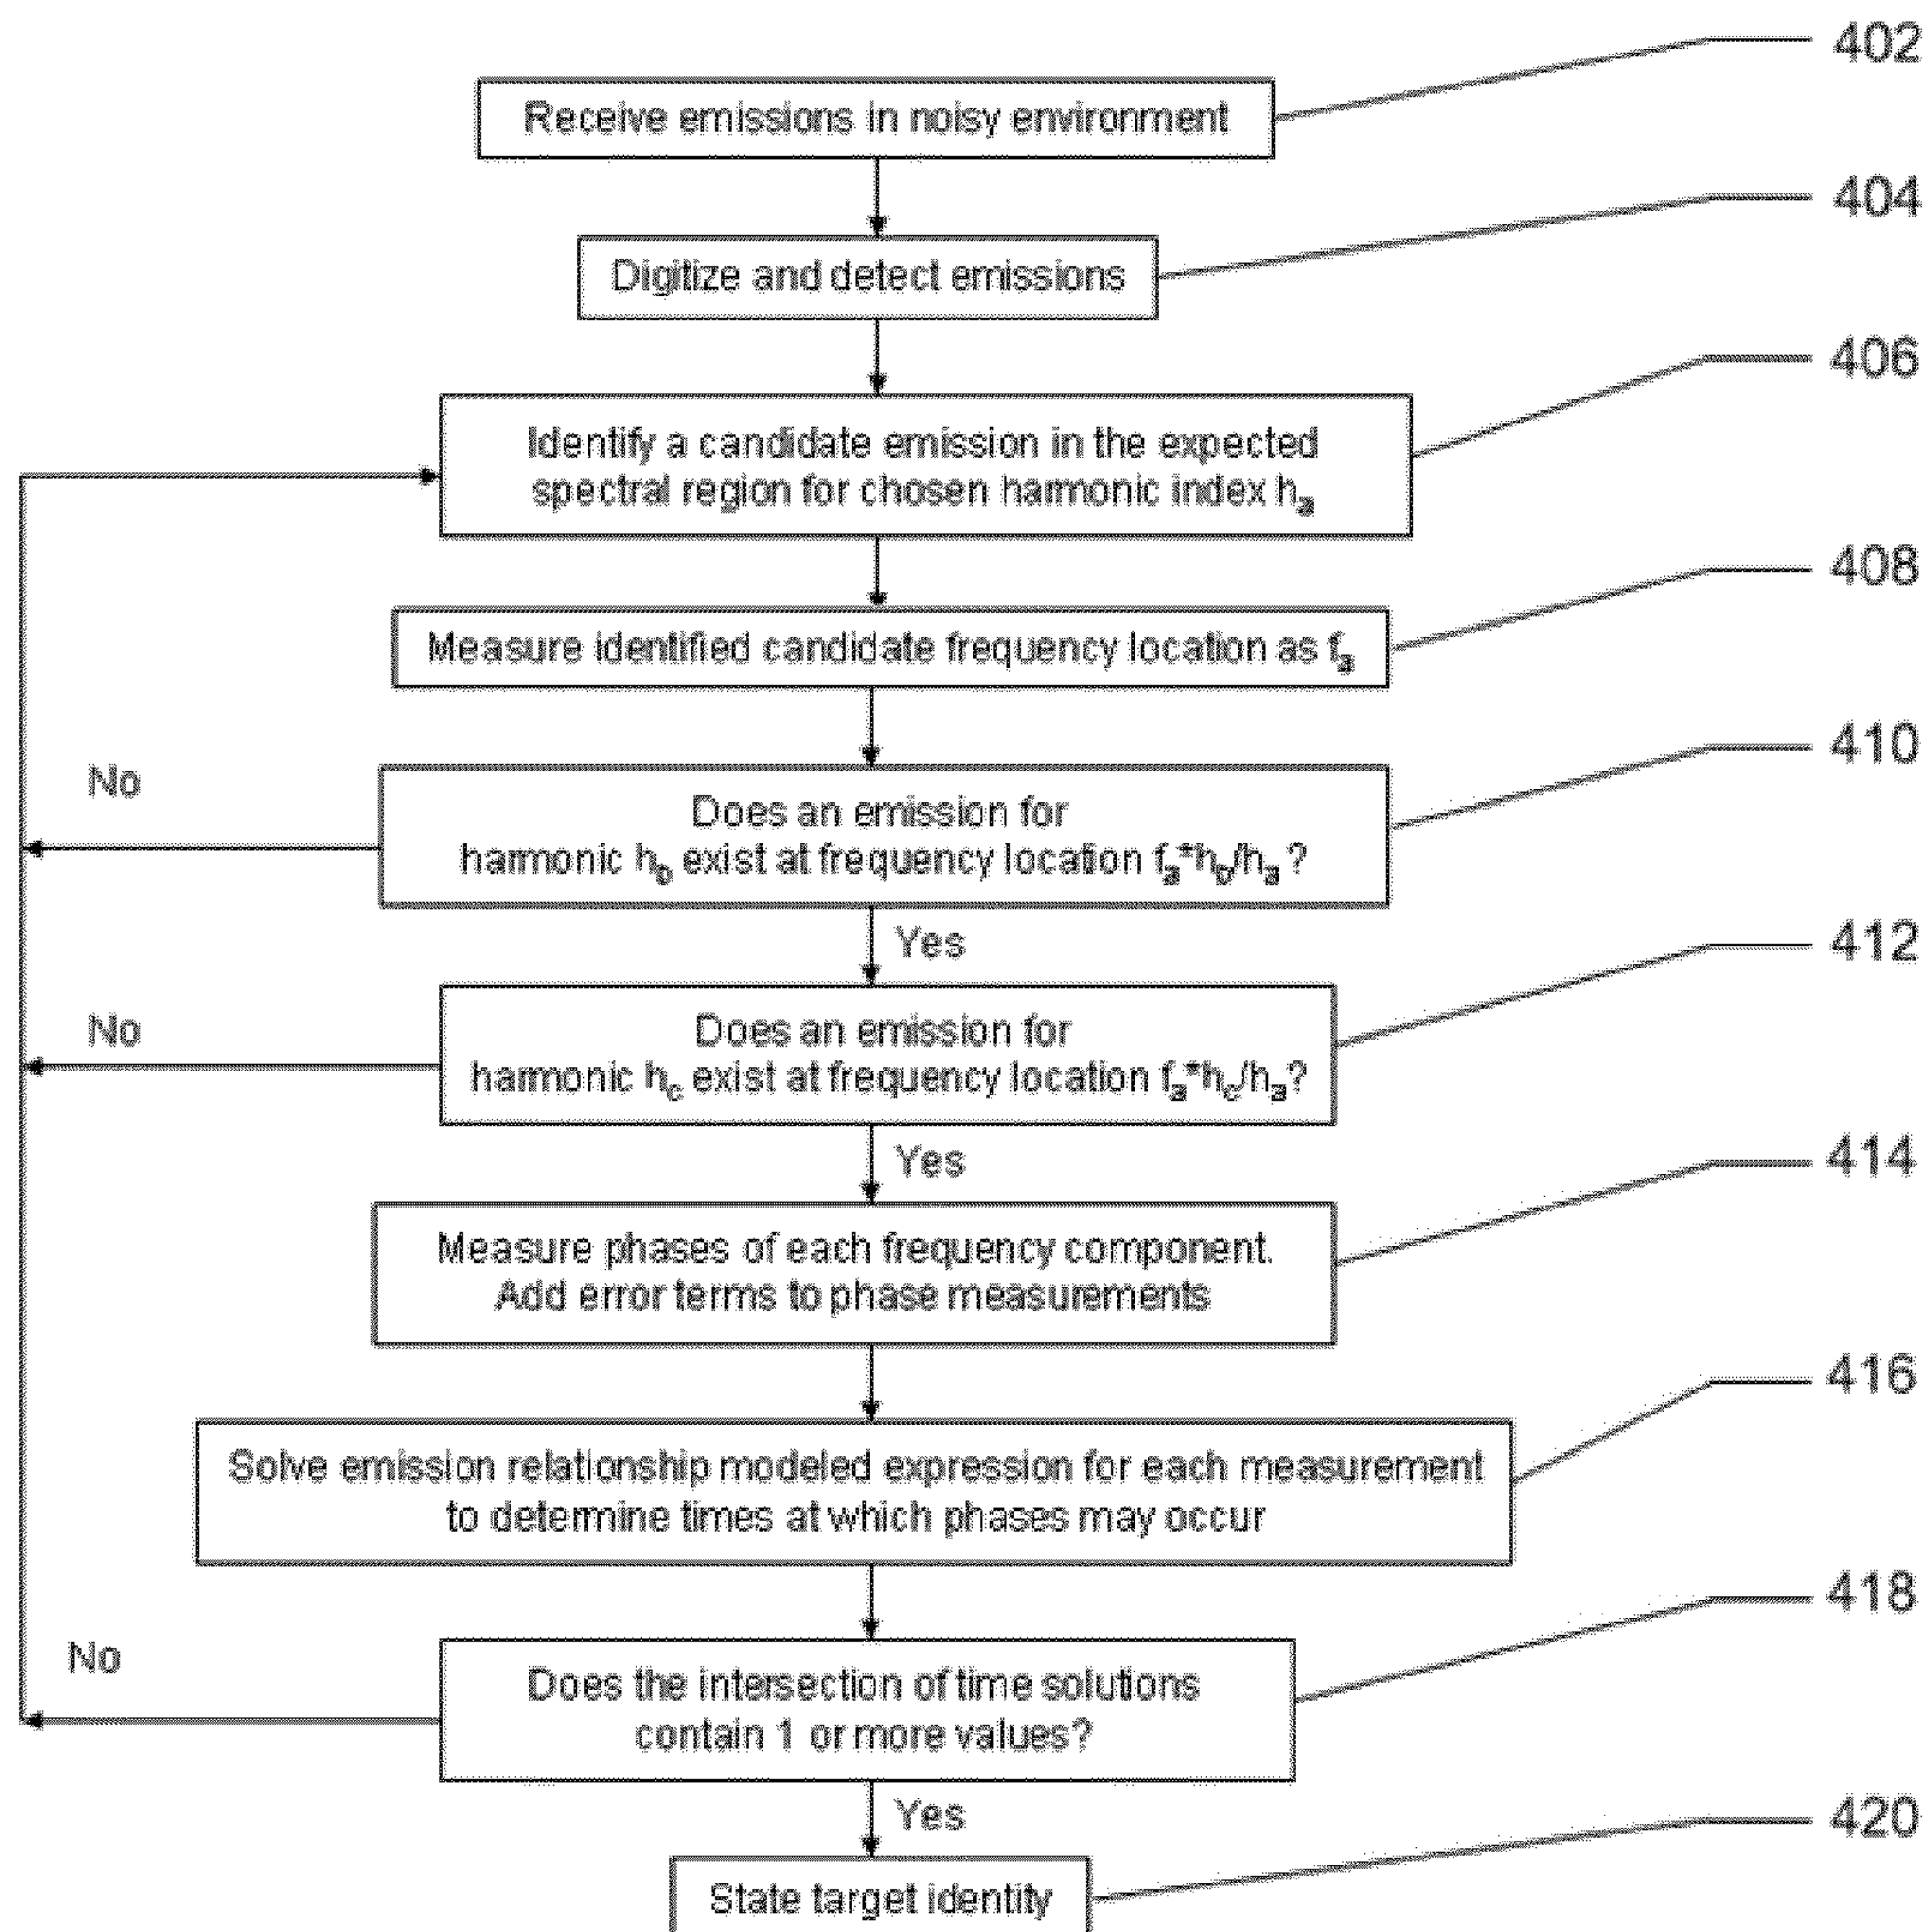 402
Receive emissions in noisy environment
404
Digitize and detect emissions
406
Identify a candidate emission in the expected
spectral region for chosen harmonic index hₐ
408
Measure identified candidate frequency location as fₐ
410
No
Does an emission for
harmonic h_b exist at frequency location fₐ*h_b/hₐ ?
Yes
412
No
Does an emission for
harmonic h_c exist at frequency location fₐ*h_c/hₐ?
Yes
414
Measure phases of each frequency component.
Add error terms to phase measurements
416
Solve emission relationship modeled expression for each measurement
to determine times at which phases may occur
418
No
Does the intersection of time solutions
contain 1 or more values?
Yes
420
State target identity